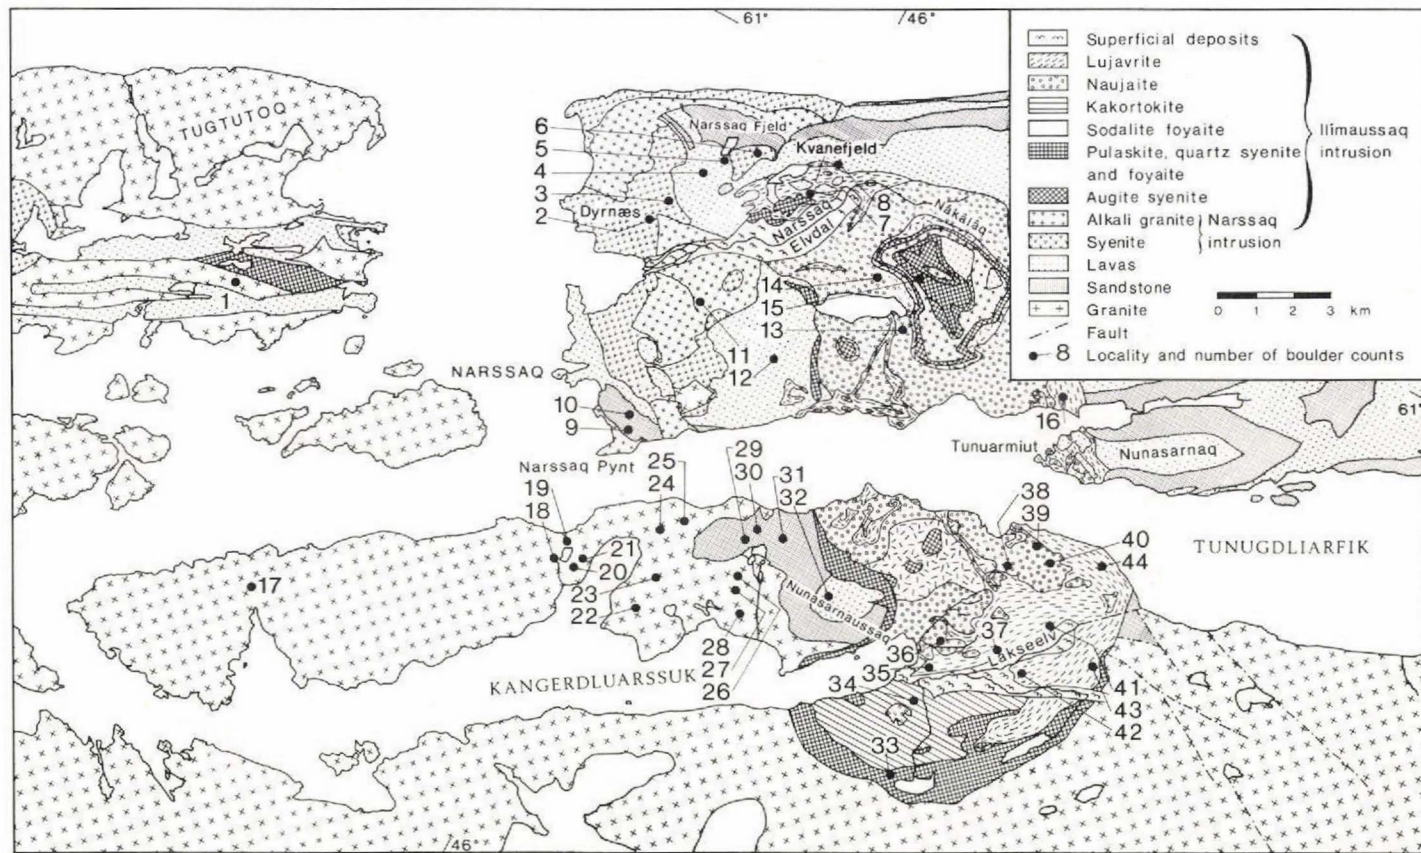 61°
46°
Superficial deposits
Lujavrite
Naujaite
Kakortokite
Sodalite foyaite
Pulaskite, quartz syenite
and foyaite
Augite syenite
Alkali granite
Syenite
Lavas
Sandstone
Granite
Fault
8 Locality and number of boulder counts
Ilímaussaq
intrusion
Narssaq
intrusion
0 1 2 3 km
TUGTUTOQ
1
6
5
4
3
2
Narssaq Fjeld
Kvanefjeld
Dyrnæs
Narssaq
Elvdal
8
7
Nákâlâq
14
15
13
11
12
NARSSAQ
10
9
Narssaq Pynt
16
61°
Tunuarmiut
Nunasarnaq
TUNUGDLIARFIK
17
19
18
21
20
23
22
25
24
29
30
31
32
28
27
26
Nunasarnaussaq
38
39
40
44
37
Lakseelv
36
35
34
33
41
43
42
KANGERDLUARSSUK
46°